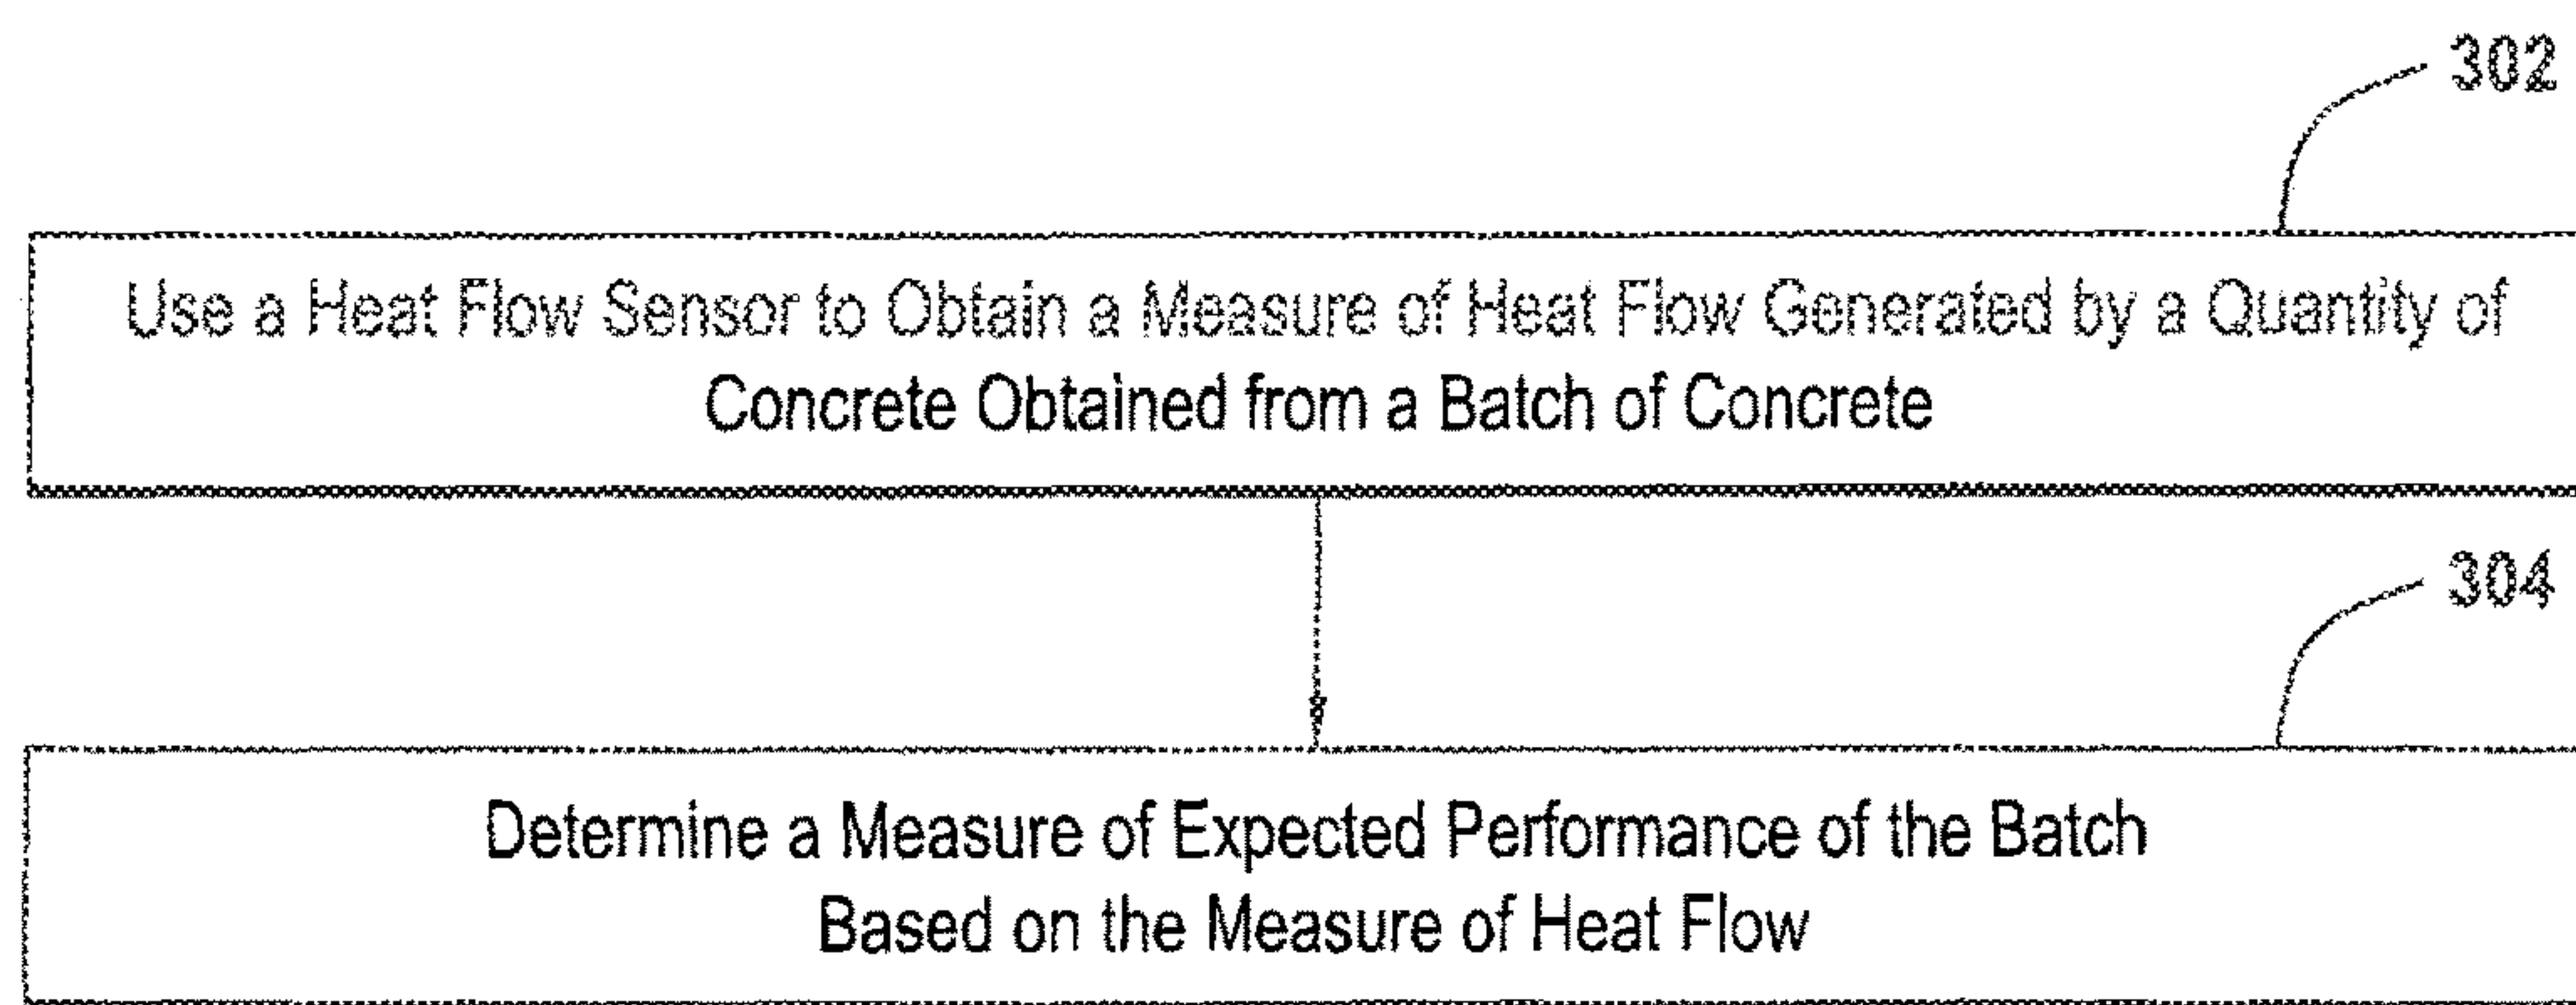 302
Use a Heat Flow Sensor to Obtain a Measure of Heat Flow Generated by a Quantity of
Concrete Obtained from a Batch of Concrete
304
Determine a Measure of Expected Performance of the Batch
Based on the Measure of Heat Flow